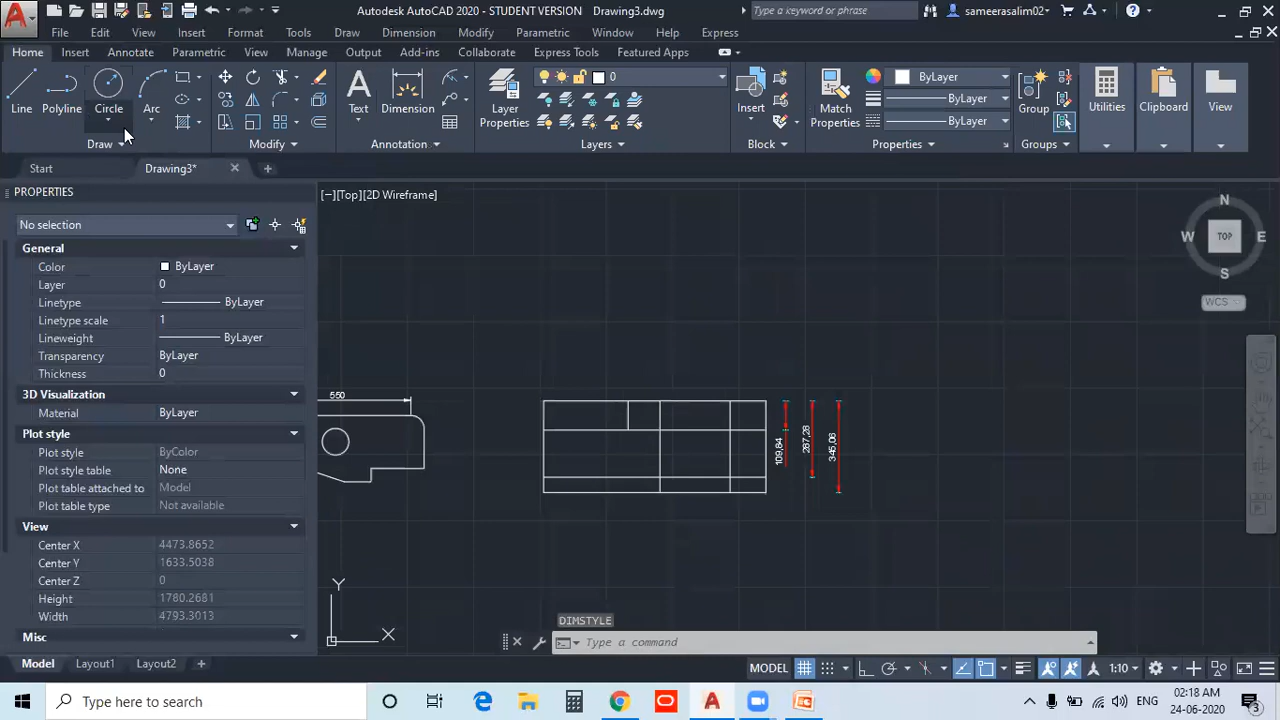 Autodesk AutoCAD 2020 - STUDENT VERSION Drawing3.dwg
Type a keyword or phrase
sameerasalim02
File Edit View Insert Format Tools Draw Dimension Modify Parametric Window Help Express
Home Insert Annotate Parametric View Manage Output Add-ins Collaborate Express Tools Featured Apps
Line Polyline Circle Arc
Text Dimension
Layer
Properties
0
Insert
Match
Properties
ByLayer
ByLayer
ByLayer
Group
Utilities Clipboard View
Draw Modify Annotation Layers Block Properties Groups
Start Drawing3*
PROPERTIES
[−][Top][2D Wireframe]
No selection
General
Color ByLayer
Layer 0
Linetype ByLayer
Linetype scale 1
Lineweight ByLayer
Transparency ByLayer
Thickness 0
3D Visualization
Material ByLayer
Plot style
Plot style ByColor
Plot style table None
Plot table attached to Model
Plot table type Not available
View
Center X 4473.8652
Center Y 1633.5038
Center Z 0
Height 1780.2681
Width 4793.3013
Misc
N
W TOP E
S
WCS
550
109,84
287,28
345,06
Y
X
DIMSTYLE
Type a command
Model Layout1 Layout2
MODEL 1:10
Type here to search
ENG
02:18 AM
24-06-2020
3